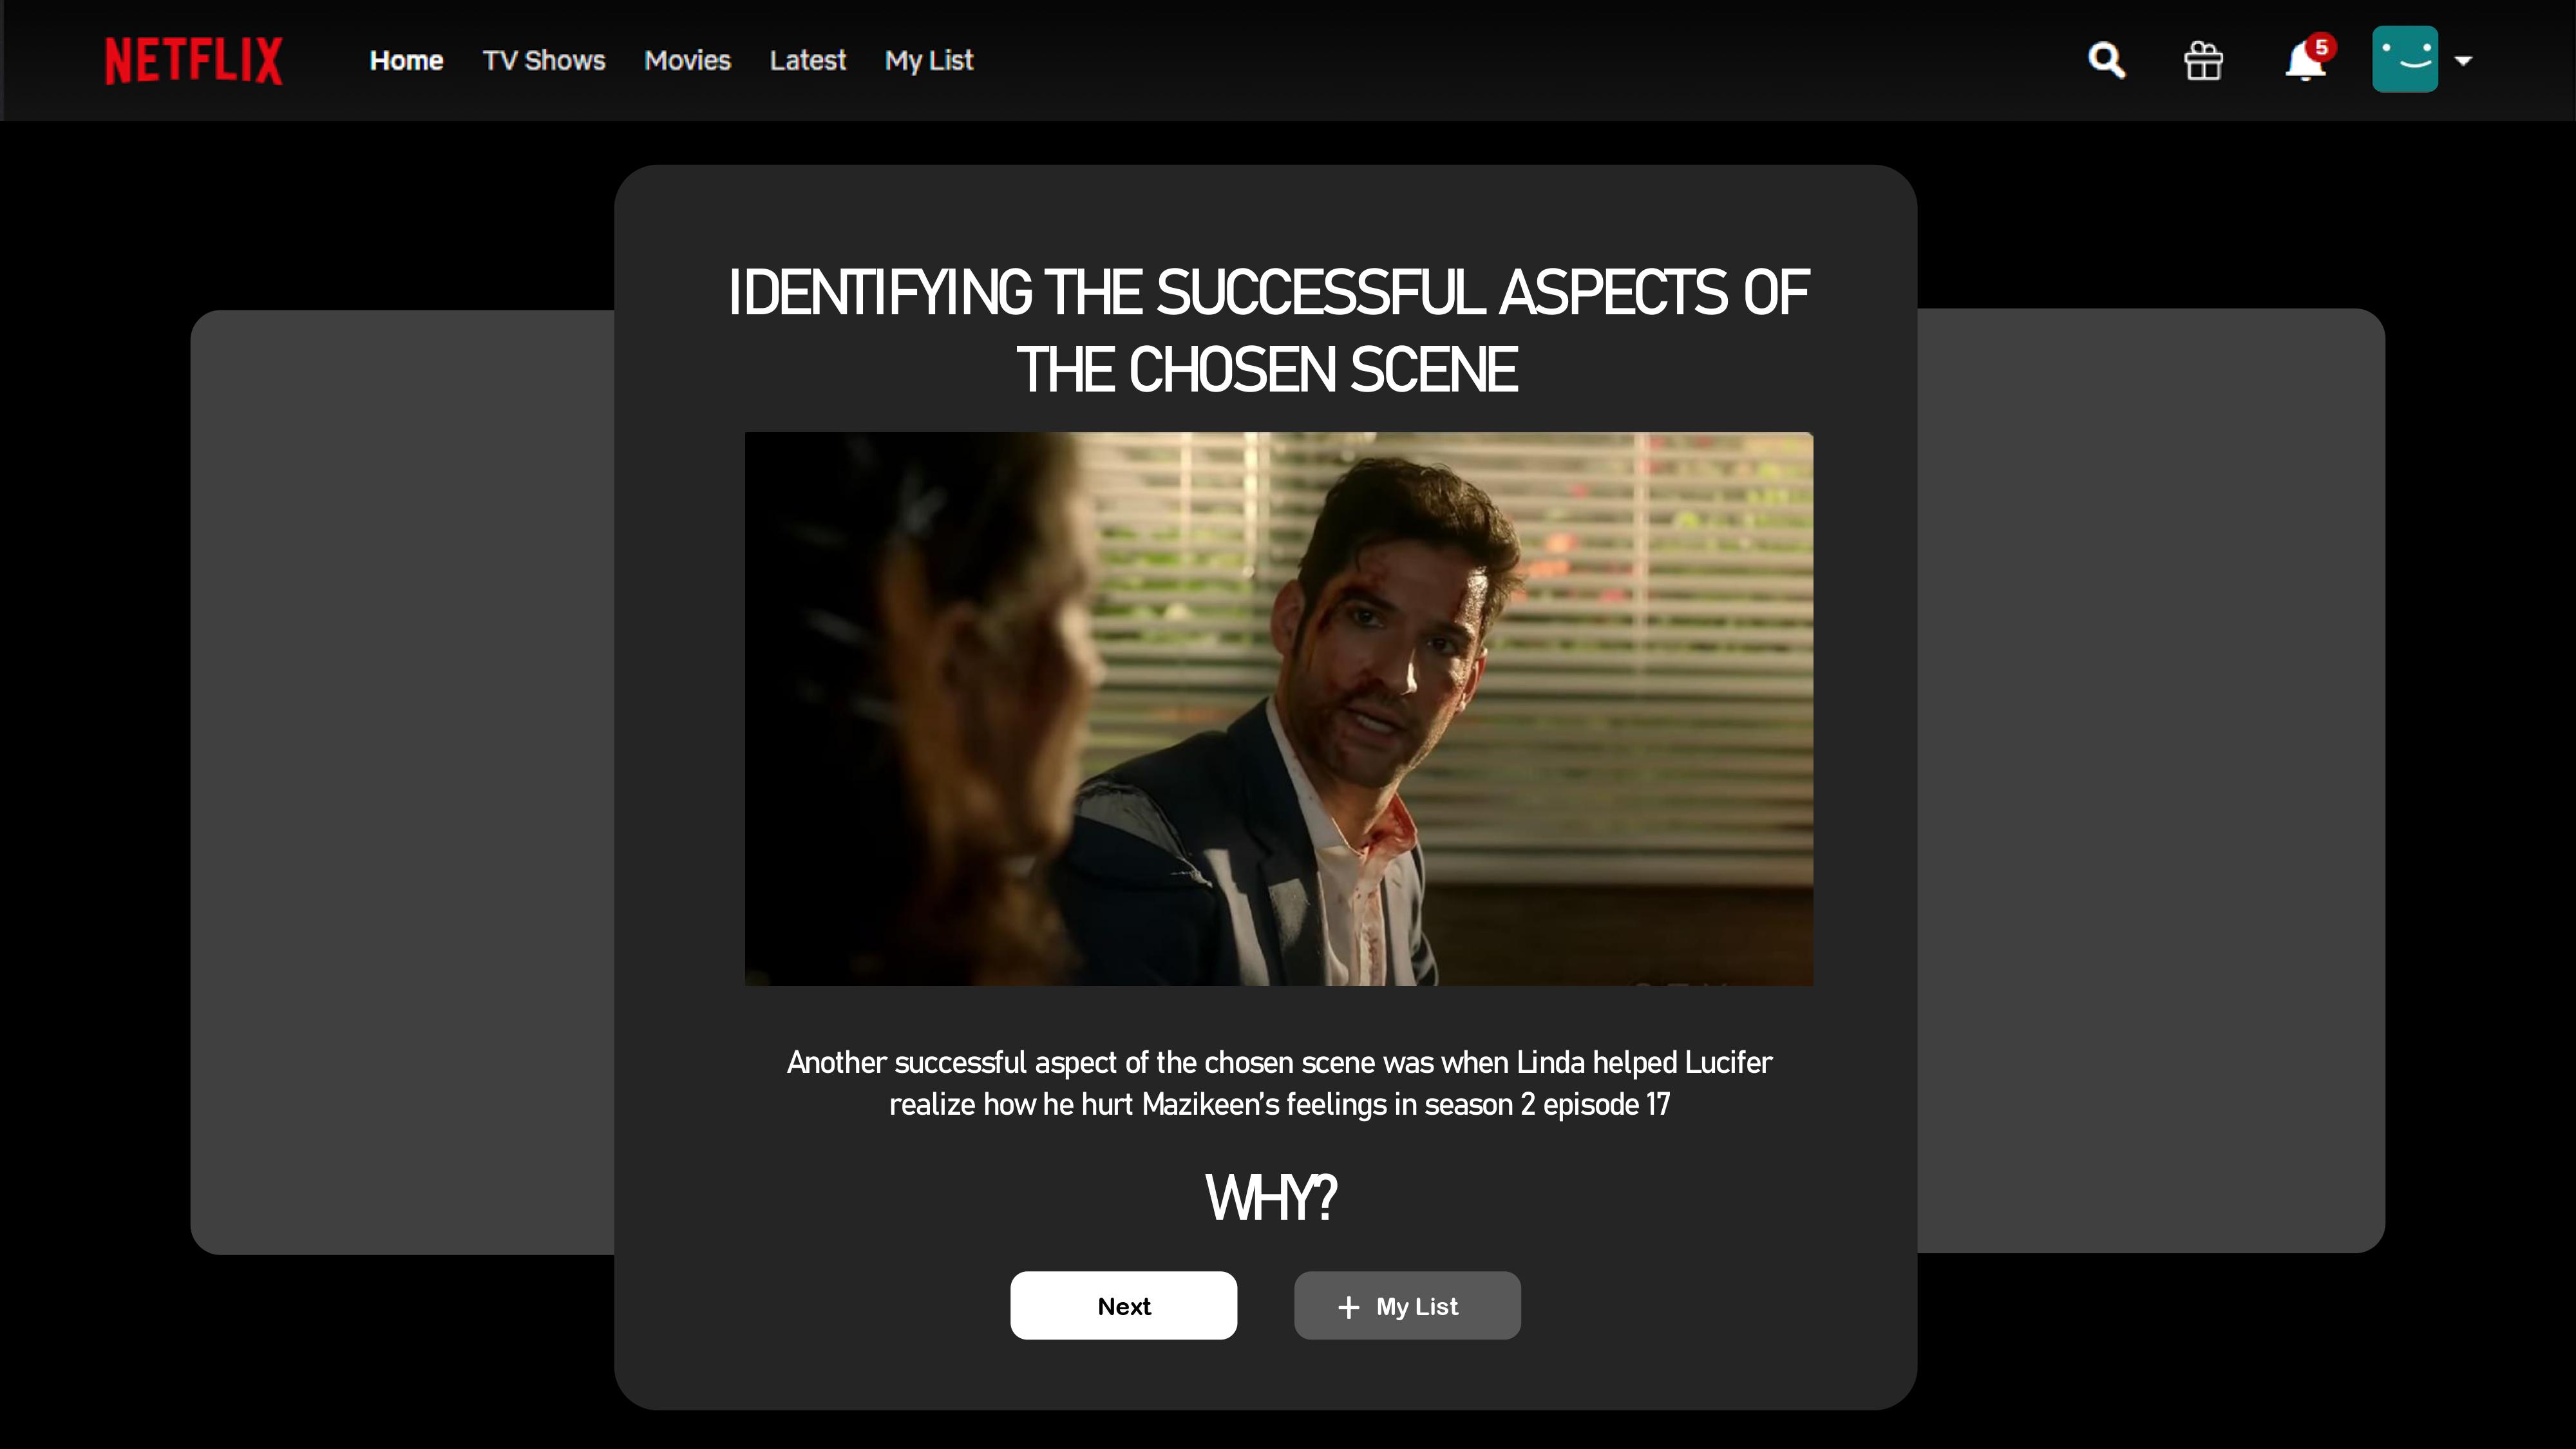 NETFLIX
Home TV Shows Movies Latest My List
5
IDENTIFYING THE SUCCESSFUL ASPECTS OF
THE CHOSEN SCENE
Another successful aspect of the chosen scene was when Linda helped Lucifer
realize how he hurt Mazikeen's feelings in season 2 episode 17
WHY?
Next
+ My List